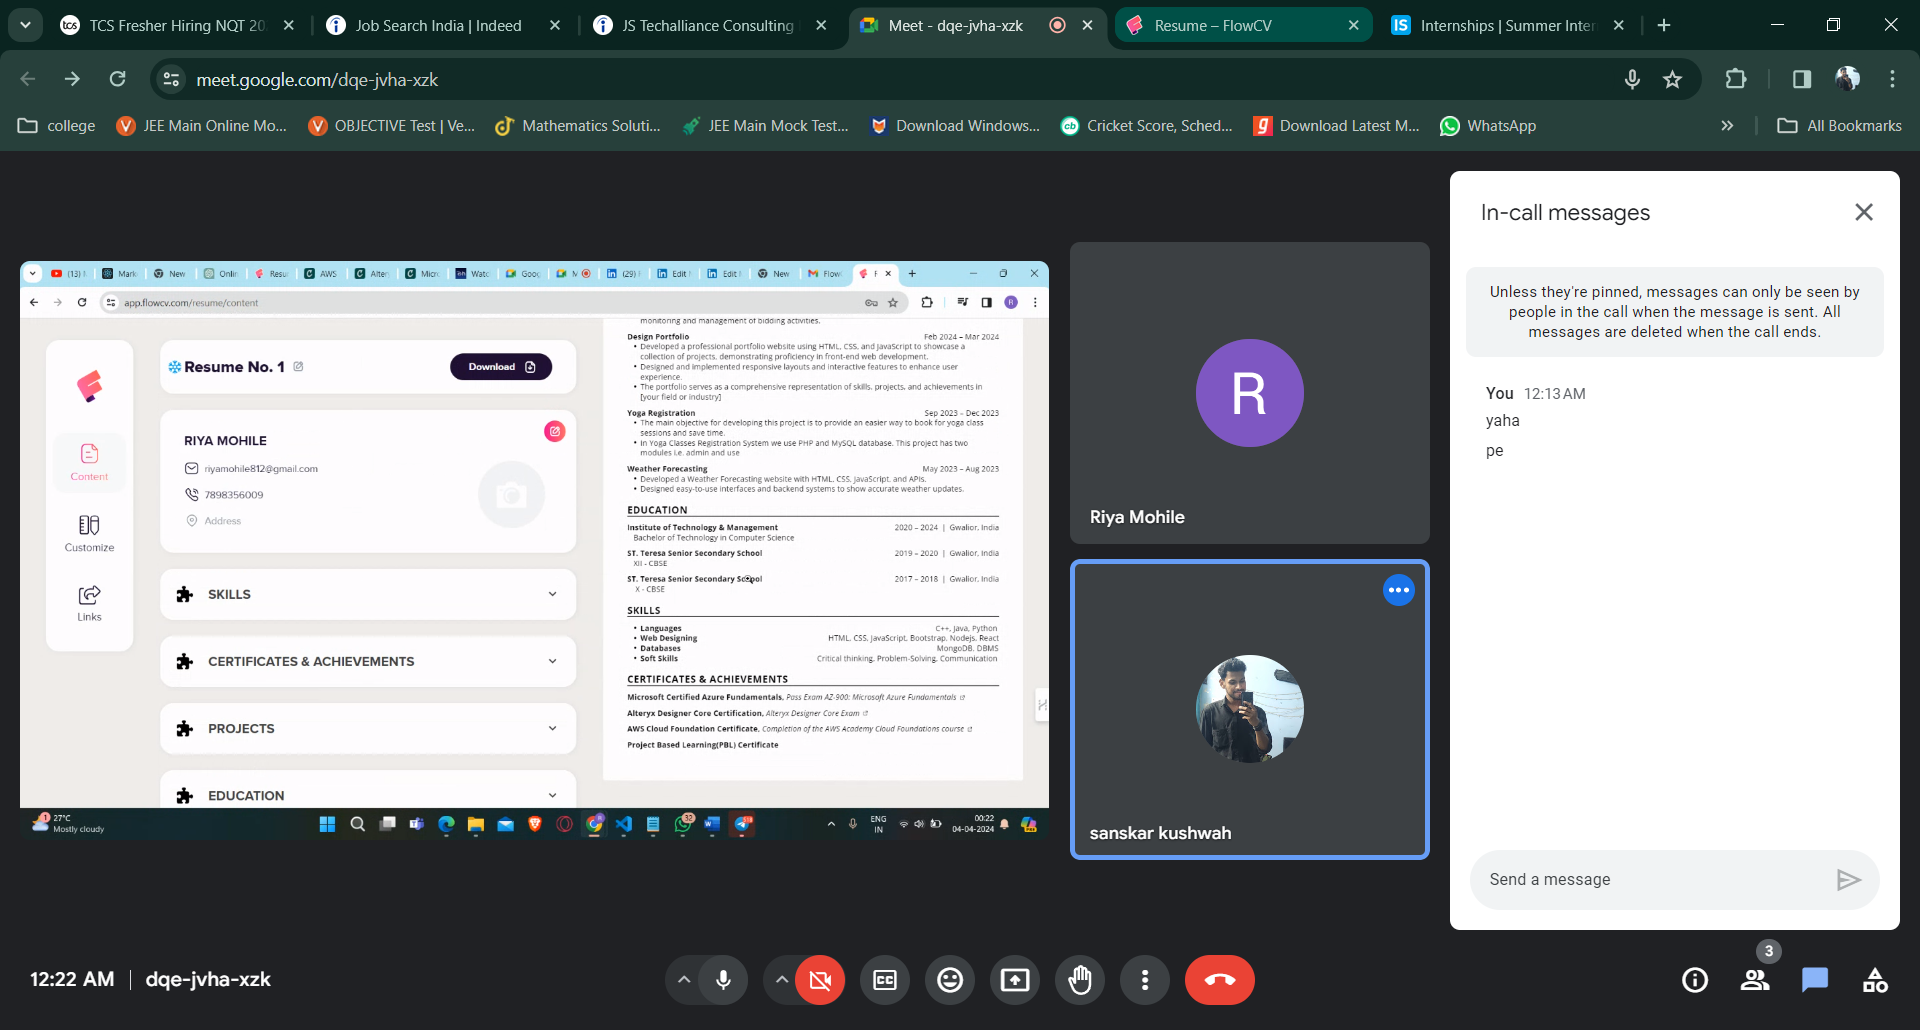 TCS Fresher Hiring NQT 20
Job Search India | Indeed
JS Techalliance Consulting
Meet - dqe-jvha-xzk
Resume – FlowCV
Internships | Summer Inter
meet.google.com/dqe-jvha-xzk
college
JEE Main Online Mo...
OBJECTIVE Test | Ve...
Mathematics Soluti...
JEE Main Mock Test...
Download Windows...
Cricket Score, Sched...
Download Latest M...
WhatsApp
All Bookmarks
(13)
Mark
New
Onlin
Resu
AWS
Alter
Micr
Watc
Goog
M
(29)
Edit
Edit
New
Flow
app.flowcv.com/resume/content
Resume No. 1
Download
RIYA MOHILE
riyamohile812@gmail.com
7898356009
Address
Content
Customize
Links
SKILLS
CERTIFICATES & ACHIEVEMENTS
PROJECTS
EDUCATION
monitoring and management of bidding activities.
Design Portfolio Feb 2024 – Mar 2024
• Developed a professional portfolio website using HTML, CSS, and JavaScript to showcase a
collection of projects, demonstrating proficiency in front-end web development.
• Designed and implemented responsive layouts and interactive features to enhance user
experience.
• The portfolio serves as a comprehensive representation of skills, projects, and achievements in
[your field or industry]
Yoga Registration Sep 2023 – Dec 2023
• The main objective for developing this project is to provide an easier way to book for yoga class
sessions and save time.
• In Yoga Classes Registration System we use PHP and MySQL database. This project has two
modules i.e. admin and use
Weather Forecasting May 2023 – Aug 2023
• Developed a Weather Forecasting website with HTML, CSS, JavaScript, and APIs.
• Designed easy-to-use interfaces and backend systems to show accurate weather updates.
EDUCATION
Institute of Technology & Management 2020 – 2024 | Gwalior, India
Bachelor of Technology in Computer Science
ST. Teresa Senior Secondary School 2019 – 2020 | Gwalior, India
XII - CBSE
ST. Teresa Senior Secondary School 2017 – 2018 | Gwalior, India
X - CBSE
SKILLS
• Languages C++, Java, Python
• Web Designing HTML, CSS, JavaScript, Bootstrap, Nodejs, React
• Databases MongoDB, DBMS
• Soft Skills Critical thinking, Problem-Solving, Communication
CERTIFICATES & ACHIEVEMENTS
Microsoft Certified Azure Fundamentals, Pass Exam AZ-900: Microsoft Azure Fundamentals
Alteryx Designer Core Certification, Alteryx Designer Core Exam
AWS Cloud Foundation Certificate, Completion of the AWS Academy Cloud Foundations course
Project Based Learning(PBL) Certificate
27°C
Mostly cloudy
32
ENG
IN
00:22
04-04-2024
R
Riya Mohile
sanskar kushwah
In-call messages
Unless they're pinned, messages can only be seen by
people in the call when the message is sent. All
messages are deleted when the call ends.
You 12:13 AM
yaha
pe
Send a message
12:22 AM | dqe-jvha-xzk
3